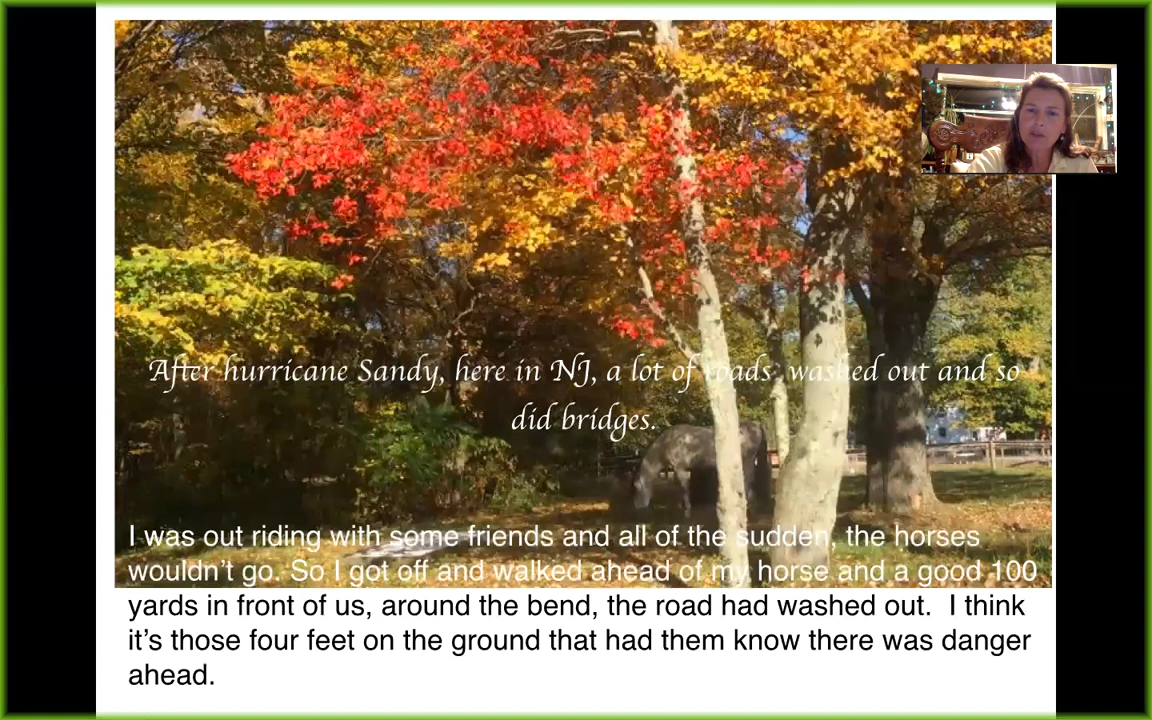 After hurricane Sandy, here in NJ, a lot of roads washed out and so
did bridges.
I was out riding with some friends and all of the sudden, the horses
wouldn't go. So I got off and walked ahead of my horse and a good 100
yards in front of us, around the bend, the road had washed out. I think
it's those four feet on the ground that had them know there was danger
ahead.